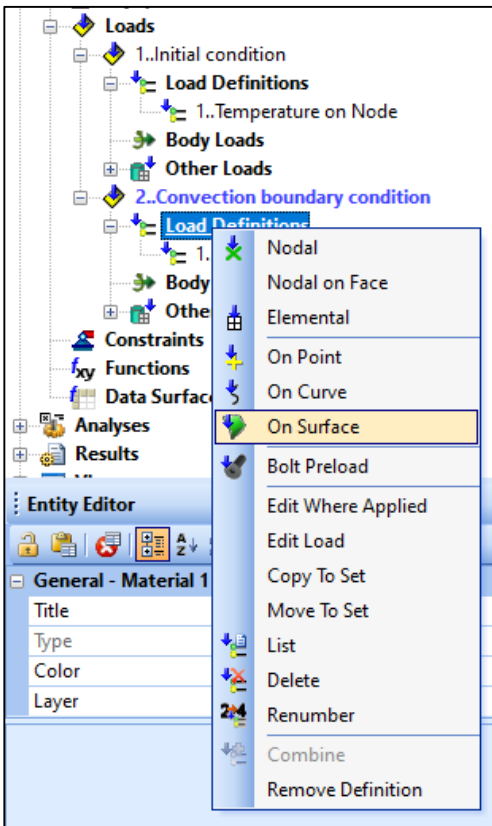 Loads
1..Initial condition
Load Definitions
1..Temperature on Node
Body Loads
Other Loads
2..Convection boundary condition
Load Definitions
1.
Body
Othe
Constraints
fxy Functions
Data Surfac
Analyses
Results
Nodal
Nodal on Face
Elemental
On Point
On Curve
On Surface
Bolt Preload
Edit Where Applied
Edit Load
Copy To Set
Move To Set
List
Delete
Renumber
Combine
Remove Definition
Entity Editor
General - Material 1
Title
Type
Color
Layer